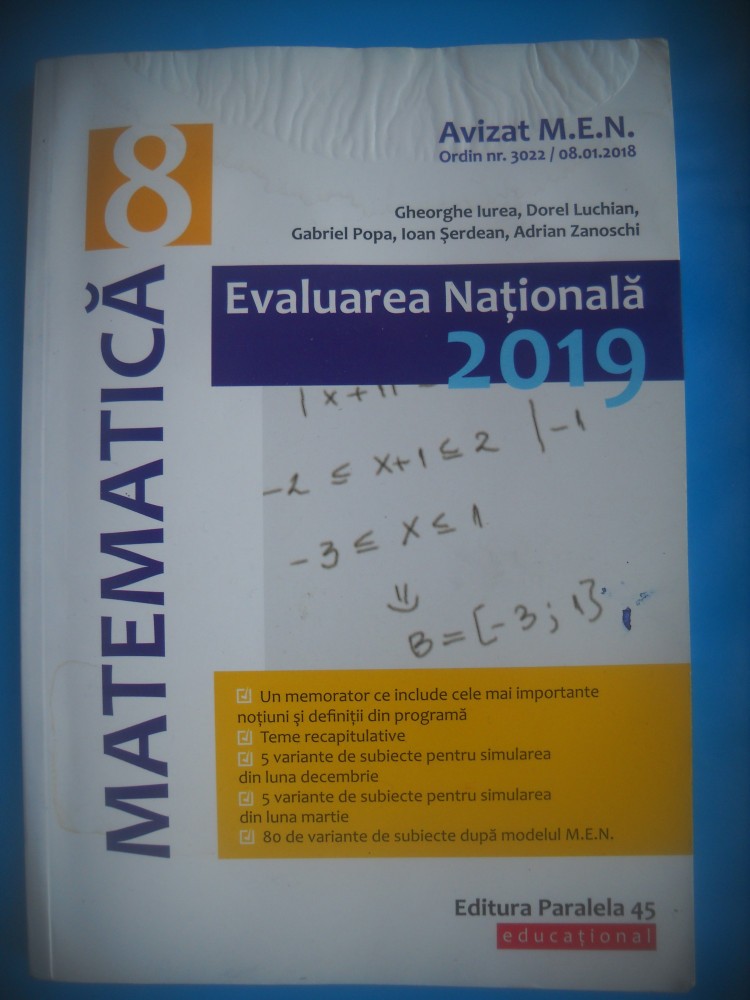 8
MATEMATICĂ
Avizat M.E.N.
Ordin nr. 3022 / 08.01.2018
Gheorghe Iurea, Dorel Luchian,
Gabriel Popa, Ioan Şerdean, Adrian Zanoschi
Evaluarea Națională
2019
-2 ≤ x+1 ≤ 2 |-1
-3 ≤ x ≤ 1
B = [-3; 1]
Un memorator ce include cele mai importante
noțiuni şi definiții din programă
Teme recapitulative
5 variante de subiecte pentru simularea
din luna decembrie
5 variante de subiecte pentru simularea
din luna martie
80 de variante de subiecte după modelul M.E.N.
Editura Paralela 45
educațional